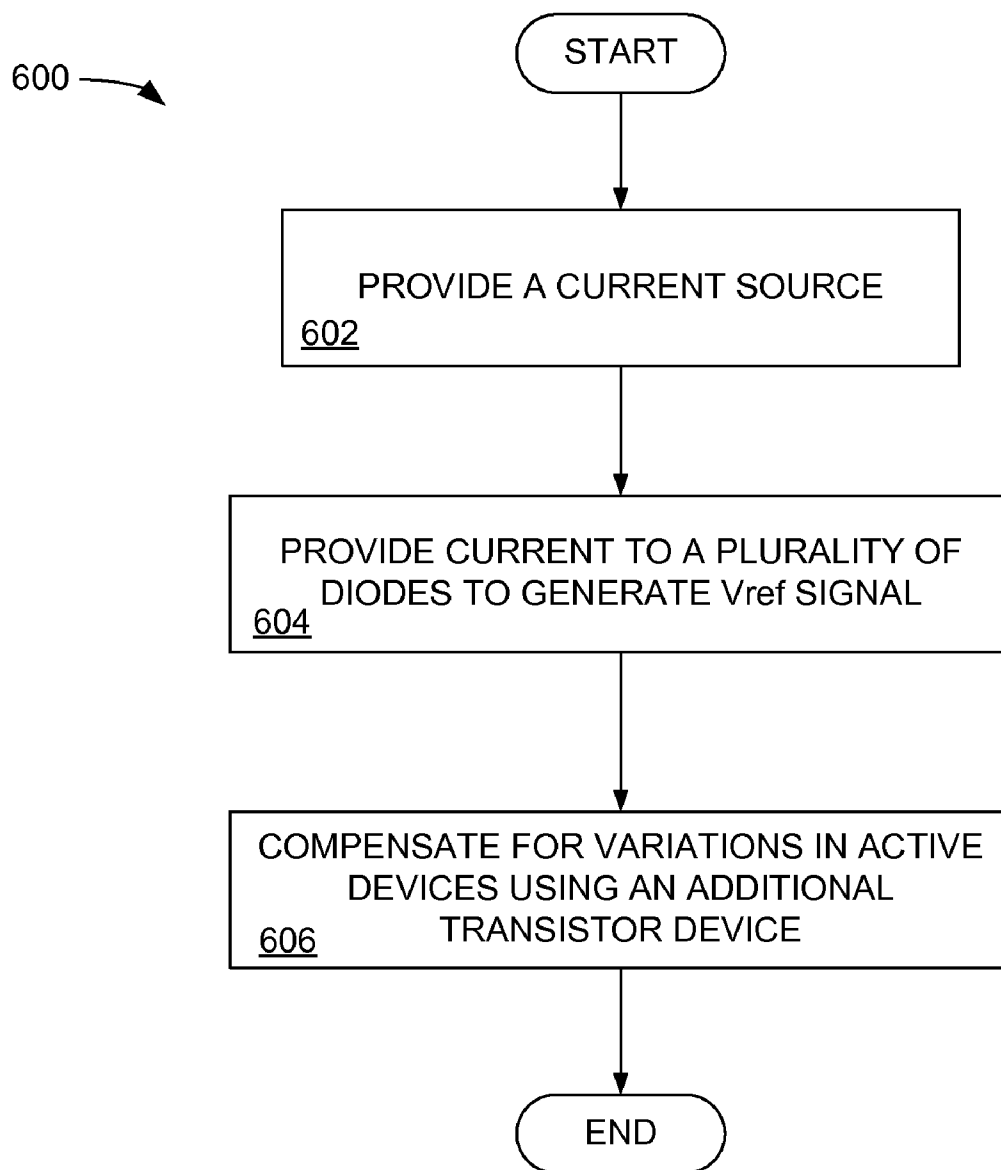 START
600
PROVIDE A CURRENT SOURCE
602
PROVIDE CURRENT TO A PLURALITY OF
DIODES TO GENERATE Vref SIGNAL
604
COMPENSATE FOR VARIATIONS IN ACTIVE
DEVICES USING AN ADDITIONAL
TRANSISTOR DEVICE
606
END